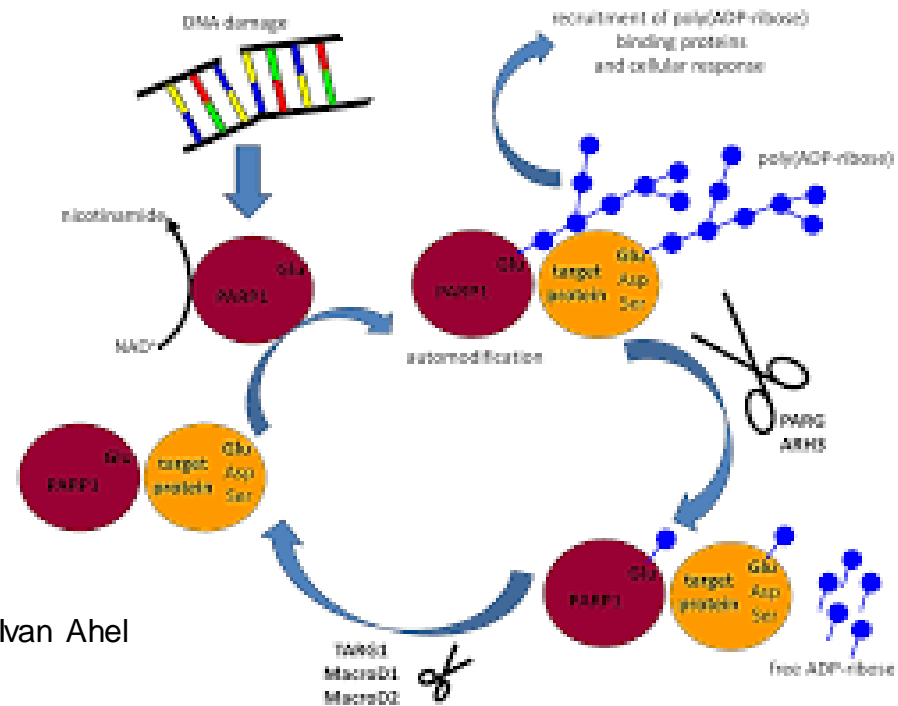 DNA damage
recruitment of poly(ADP-ribose)
binding proteins
and cellular response
poly(ADP-ribose)
nicotinamide
Glu
PARP1
NAD⁺
Glu
PARP1
target
protein
Glu
Asp
Ser
automodification
PARG
ARH3
Glu
PARP1
target
protein
Glu
Asp
Ser
Glu
PARP1
target
protein
Glu
Asp
Ser
free ADP-ribose
Ivan Ahel
TARG1
MacroD1
MacroD2